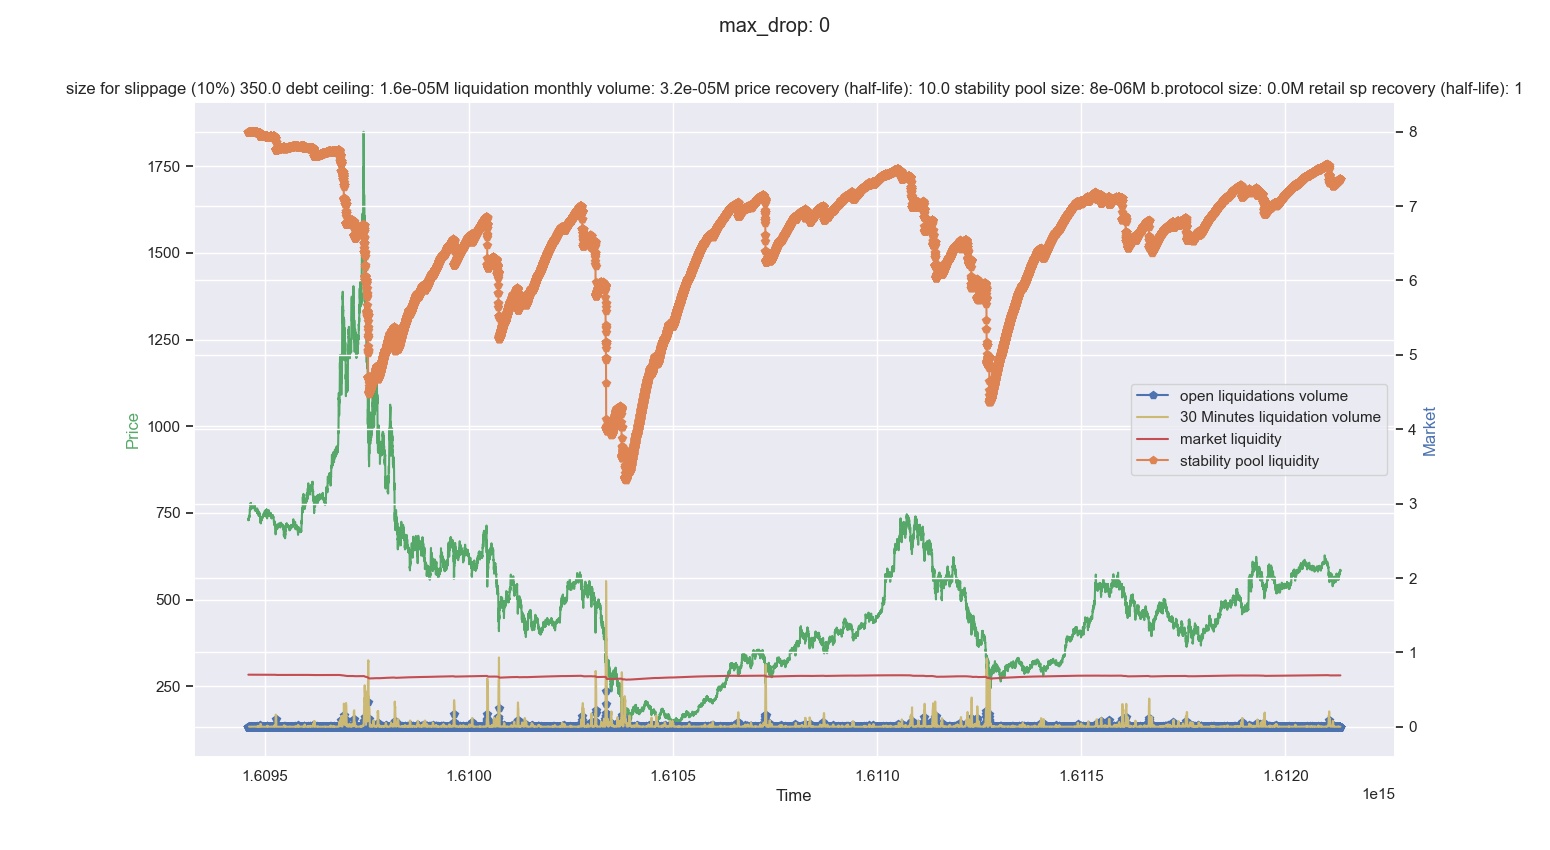 max_drop: 0
size for slippage (10%) 350.0 debt ceiling: 1.6e-05M liquidation monthly volume: 3.2e-05M price recovery (half-life): 10.0 stability pool size: 8e-06M b.protocol size: 0.0M retail sp recovery (half-life): 1
1750
1500
1250
1000
750
500
250
Price
8
7
6
5
4
3
2
1
0
Market
open liquidations volume
30 Minutes liquidation volume
market liquidity
stability pool liquidity
1.6095 1.6100 1.6105 1.6110 1.6115 1.6120
Time
1e15